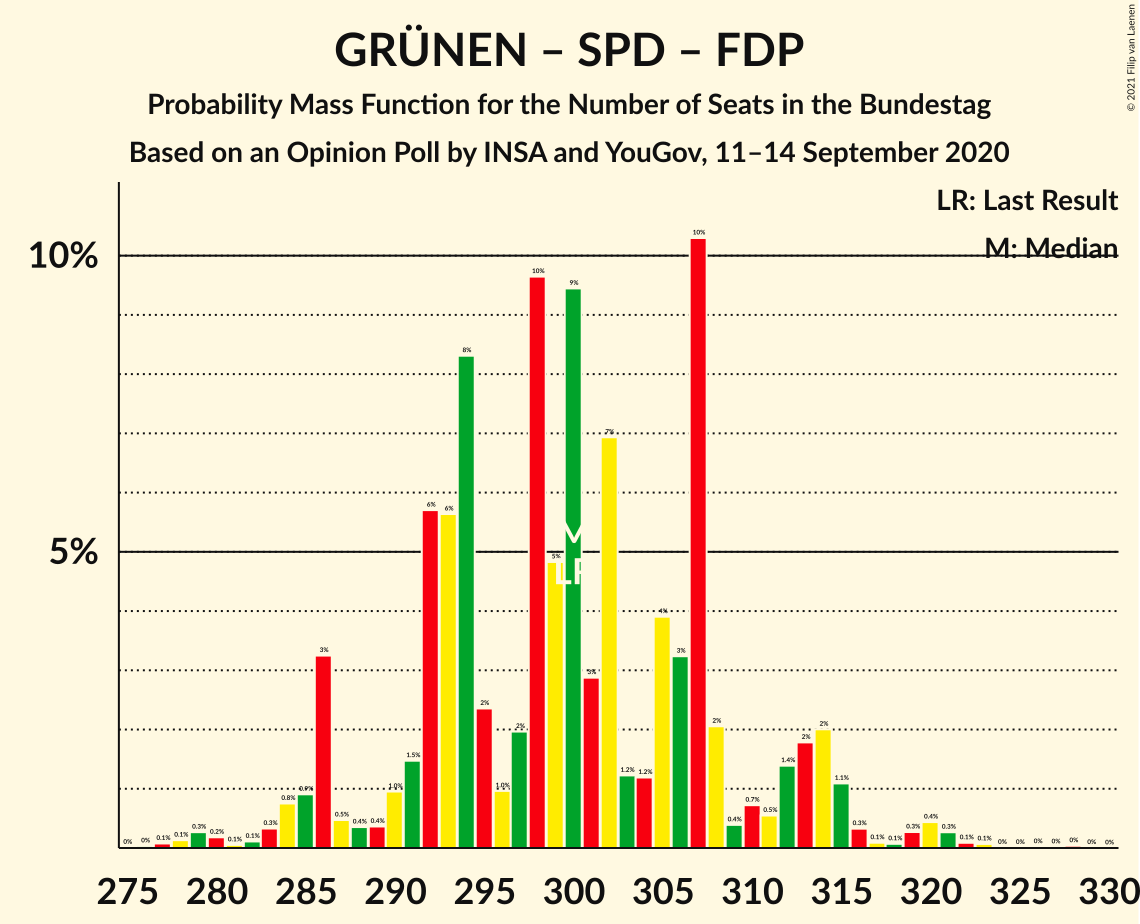 GRÜNEN – SPD – FDP
Probability Mass Function for the Number of Seats in the Bundestag
Based on an Opinion Poll by INSA and YouGov, 11–14 September 2020
© 2021 Filip van Laenen
LR: Last Result
M: Median
10%
5%
0% 0% 0.1% 0.1% 0.3% 0.2% 0.1% 0.1% 0.3% 0.8% 0.9% 3% 0.5% 0.4% 0.4% 1.0% 1.5% 6% 6% 8% 2% 1.0% 2% 10% 5% 9% 3% 7% 1.2% 1.2% 4% 3% 10% 2% 0.4% 0.7% 0.5% 1.4% 2% 2% 1.1% 0.3% 0.1% 0.1% 0.3% 0.4% 0.3% 0.1% 0.1% 0% 0% 0% 0% 0% 0% 0%
M
LR
275 280 285 290 295 300 305 310 315 320 325 330